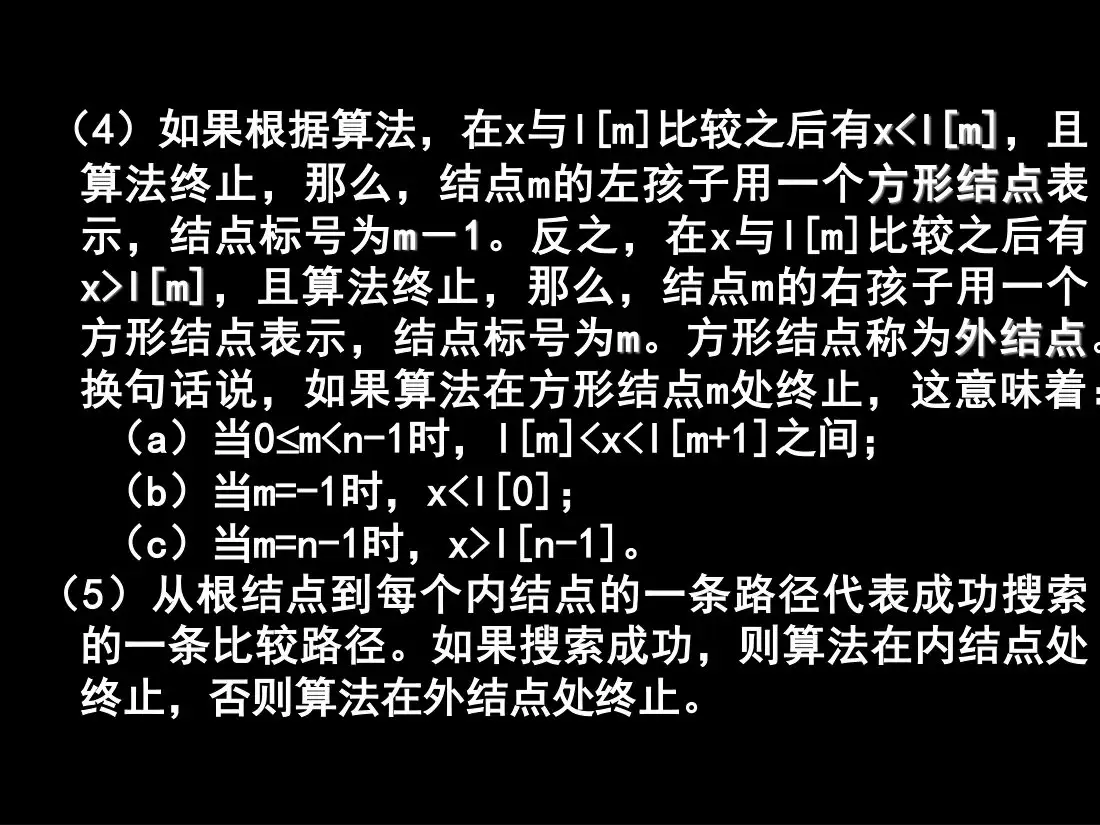 （4）如果根据算法，在x与l[m]比较之后有x<l[m]，且
算法终止，那么，结点m的左孩子用一个方形结点表
示，结点标号为m－1。反之，在x与l[m]比较之后有
x>l[m]，且算法终止，那么，结点m的右孩子用一个
方形结点表示，结点标号为m。方形结点称为外结点。
换句话说，如果算法在方形结点m处终止，这意味着：
（a）当0≤m<n-1时，l[m]<x<l[m+1]之间；
（b）当m=-1时，x<l[0]；
（c）当m=n-1时，x>l[n-1]。
（5）从根结点到每个内结点的一条路径代表成功搜索
的一条比较路径。如果搜索成功，则算法在内结点处
终止，否则算法在外结点处终止。